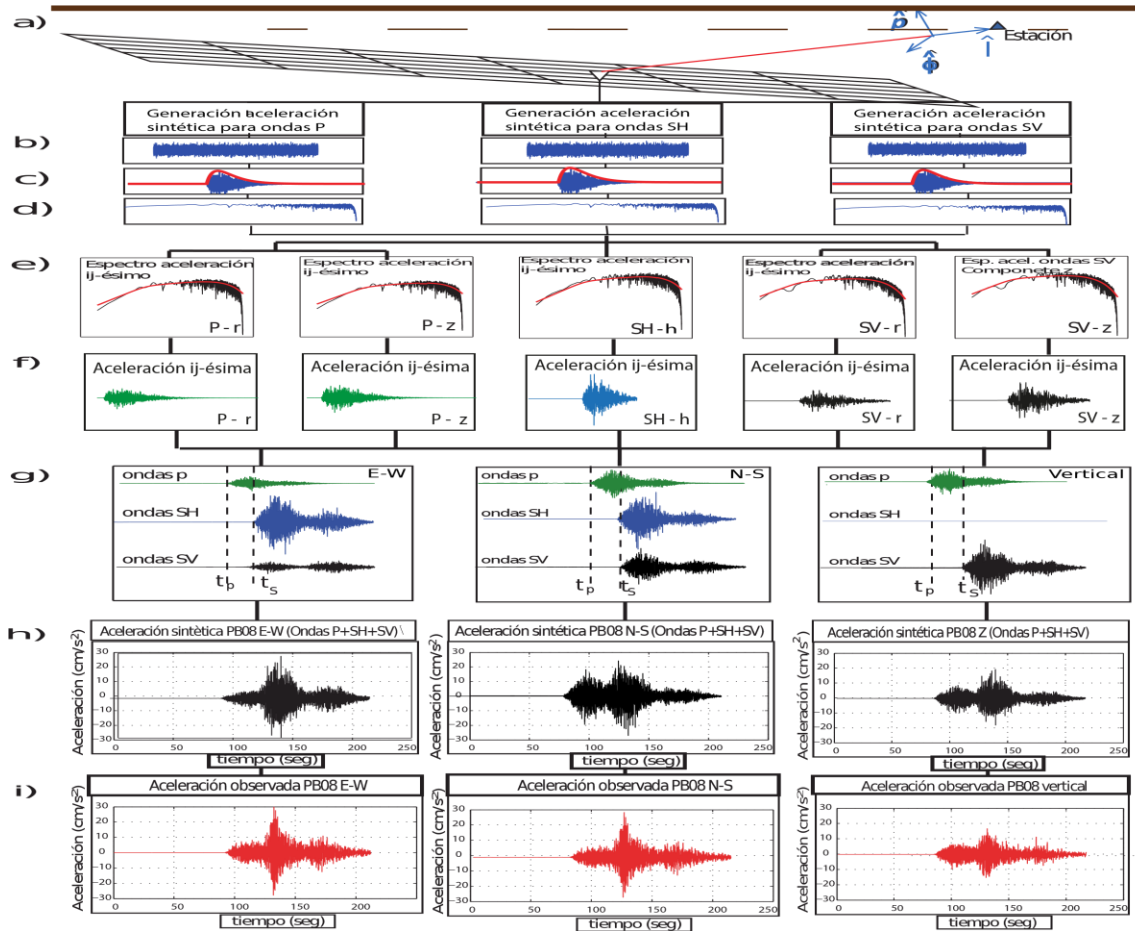 a)
p̂
Estación
l̂
φ̂
Generación aceleración
sintética para ondas P
Generación aceleración
sintética para ondas SH
Generación aceleración
sintética para ondas SV
b)
c)
d)
e)
Espectro aceleración
ij-ésimo
P - r
Espectro aceleración
ij-ésimo
P - z
Espectro aceleración
ij-ésimo
SH - h
Espectro aceleración
ij-ésimo
SV - r
Esp. acel. ondas SV
Componete z
SV - z
f)
Aceleración ij-ésima
P - r
Aceleración ij-ésima
P - z
Aceleración ij-ésima
SH - h
Aceleración ij-ésima
SV - r
Aceleración ij-ésima
SV - z
g)
E-W
ondas p
ondas SH
ondas SV
tp
ts
N-S
ondas p
ondas SH
ondas SV
tp
ts
Vertical
ondas p
ondas SH
ondas SV
tp
ts
h)
Aceleración sintètica PB08 E-W (Ondas P+SH+SV) \
Aceleración (cm/s²)
30
20
10
0
−10
−20
−30
0 50 100 150 200 250
tiempo (seg)
Aceleración sintética PB08 N-S (Ondas P+SH+SV)
Aceleración (cm/s²)
30
20
10
0
−10
−20
−30
0 50 100 150 200 250
tiempo (seg)
Aceleración sintética PB08 Z (Ondas P+SH+SV)
Aceleración (cm/s²)
30
20
10
0
−10
−20
−30
0 50 100 150 200 250
tiempo (seg)
i)
Aceleración observada PB08 E-W
Aceleración (cm/s²)
30
20
10
0
−10
−20
−30
0 50 100 150 200 250
tiempo (seg)
Aceleración observada PB08 N-S
Aceleración (cm/s²)
30
20
10
0
−10
−20
−30
0 50 100 150 200 250
tiempo (seg)
Aceleración observada PB08 vertical
Aceleración (cm/s²)
30
20
10
0
−10
−20
−30
0 50 100 150 200 250
tiempo (seg)